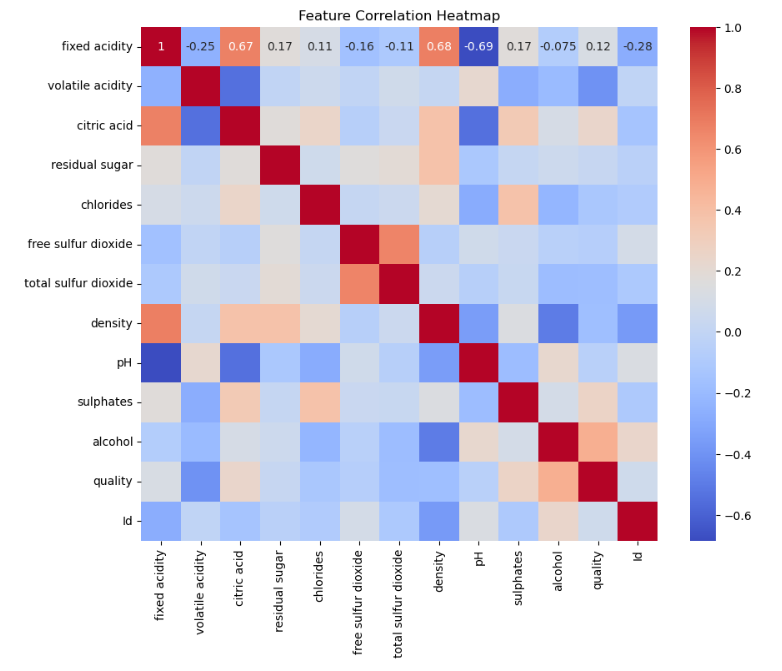 Feature Correlation Heatmap
fixed acidity 1 -0.25 0.67 0.17 0.11 -0.16 -0.11 0.68 -0.69 0.17 -0.075 0.12 -0.28
volatile acidity
citric acid
residual sugar
chlorides
free sulfur dioxide
total sulfur dioxide
density
pH
sulphates
alcohol
quality
Id
fixed acidity
volatile acidity
citric acid
residual sugar
chlorides
free sulfur dioxide
total sulfur dioxide
density
pH
sulphates
alcohol
quality
Id
1.0
0.8
0.6
0.4
0.2
0.0
−0.2
−0.4
−0.6